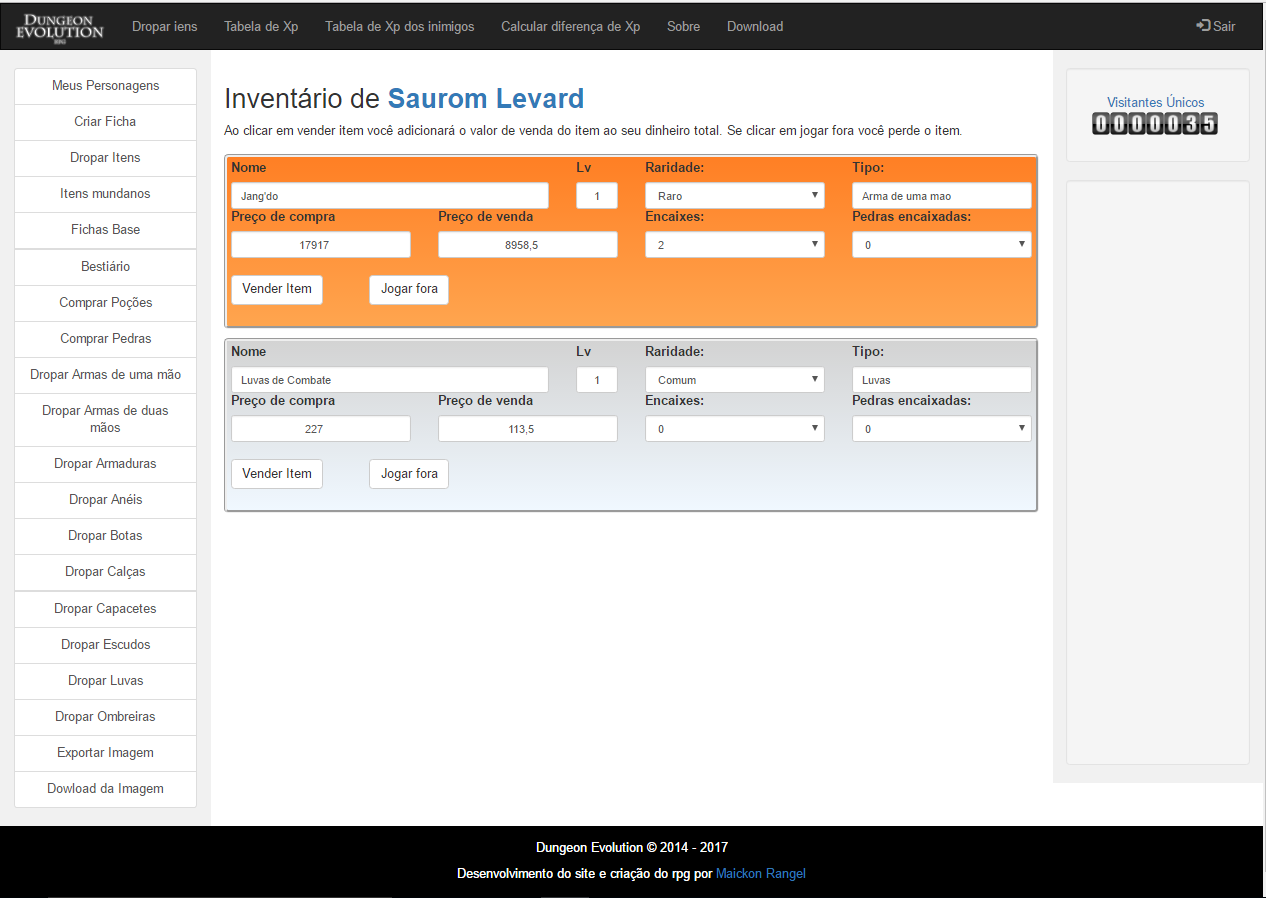 DUNGEON
EVOLUTION
RPG
Dropar iens
Tabela de Xp
Tabela de Xp dos inimigos
Calcular diferença de Xp
Sobre
Download
Sair
Meus Personagens
Criar Ficha
Dropar Itens
Itens mundanos
Fichas Base
Bestiário
Comprar Poções
Comprar Pedras
Dropar Armas de uma mão
Dropar Armas de duas
mãos
Dropar Armaduras
Dropar Anéis
Dropar Botas
Dropar Calças
Dropar Capacetes
Dropar Escudos
Dropar Luvas
Dropar Ombreiras
Exportar Imagem
Dowload da Imagem
Inventário de Saurom Levard
Ao clicar em vender item você adicionará o valor de venda do item ao seu dinheiro total. Se clicar em jogar fora você perde o item.
Nome Lv Raridade: Tipo:
Jang'do 1 Raro Arma de uma mao
Preço de compra Preço de venda Encaixes: Pedras encaixadas:
17917 8958,5 2 0
Vender Item Jogar fora
Nome Lv Raridade: Tipo:
Luvas de Combate 1 Comum Luvas
Preço de compra Preço de venda Encaixes: Pedras encaixadas:
227 113,5 0 0
Vender Item Jogar fora
Visitantes Únicos
0000035
Dungeon Evolution © 2014 - 2017
Desenvolvimento do site e criação do rpg por Maickon Rangel